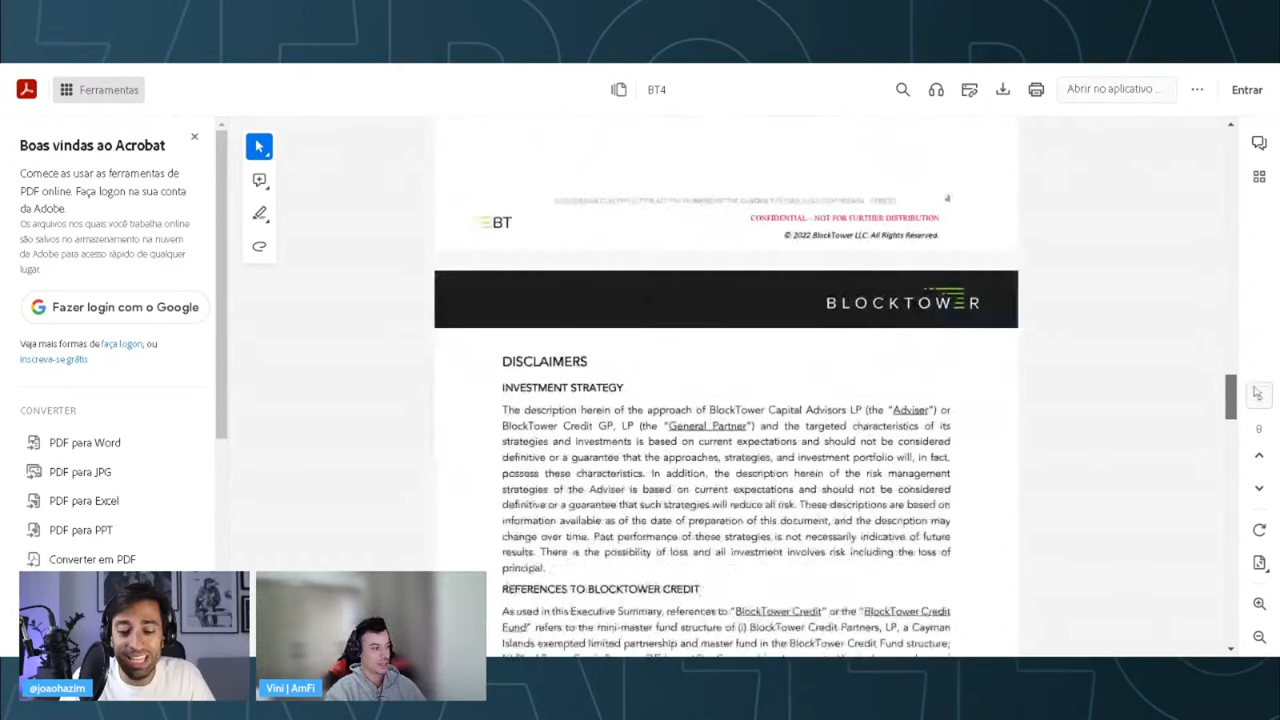 Ferramentas
BT4
Abrir no aplicativo ...
Entrar
Boas vindas ao Acrobat
Comece as usar as ferramentas de
PDF online. Faça logon na sua conta
da Adobe.
Os arquivos nos quais você trabalha online
são salvos no armazenamento na nuvem
da Adobe para acesso rápido de qualquer
lugar.
Fazer login com o Google
Veja mais formas de faça logon, ou
inscreva-se grátis
CONVERTER
PDF para Word
PDF para JPG
PDF para Excel
PDF para PPT
Converter em PDF
4
BT
CONFIDENTIAL – NOT FOR FURTHER DISTRIBUTION
© 2022 BlockTower LLC. All Rights Reserved.
BLOCKTOWER
DISCLAIMERS
INVESTMENT STRATEGY
The description herein of the approach of BlockTower Capital Advisors LP (the “Adviser”) or
BlockTower Credit GP, LP (the “General Partner”) and the targeted characteristics of its
strategies and investments is based on current expectations and should not be considered
definitive or a guarantee that the approaches, strategies, and investment portfolio will, in fact,
possess these characteristics. In addition, the description herein of the risk management
strategies of the Adviser is based on current expectations and should not be considered
definitive or a guarantee that such strategies will reduce all risk. These descriptions are based on
information available as of the date of preparation of this document, and the description may
change over time. Past performance of these strategies is not necessarily indicative of future
results. There is the possibility of loss and all investment involves risk including the loss of
principal.
REFERENCES TO BLOCKTOWER CREDIT
As used in this Executive Summary, references to “BlockTower Credit” or the “BlockTower Credit
Fund” refers to the mini-master fund structure of (i) BlockTower Credit Partners, LP, a Cayman
Islands exempted limited partnership and master fund in the BlockTower Credit Fund structure;
8
@joaohazim
Vini | AmFi